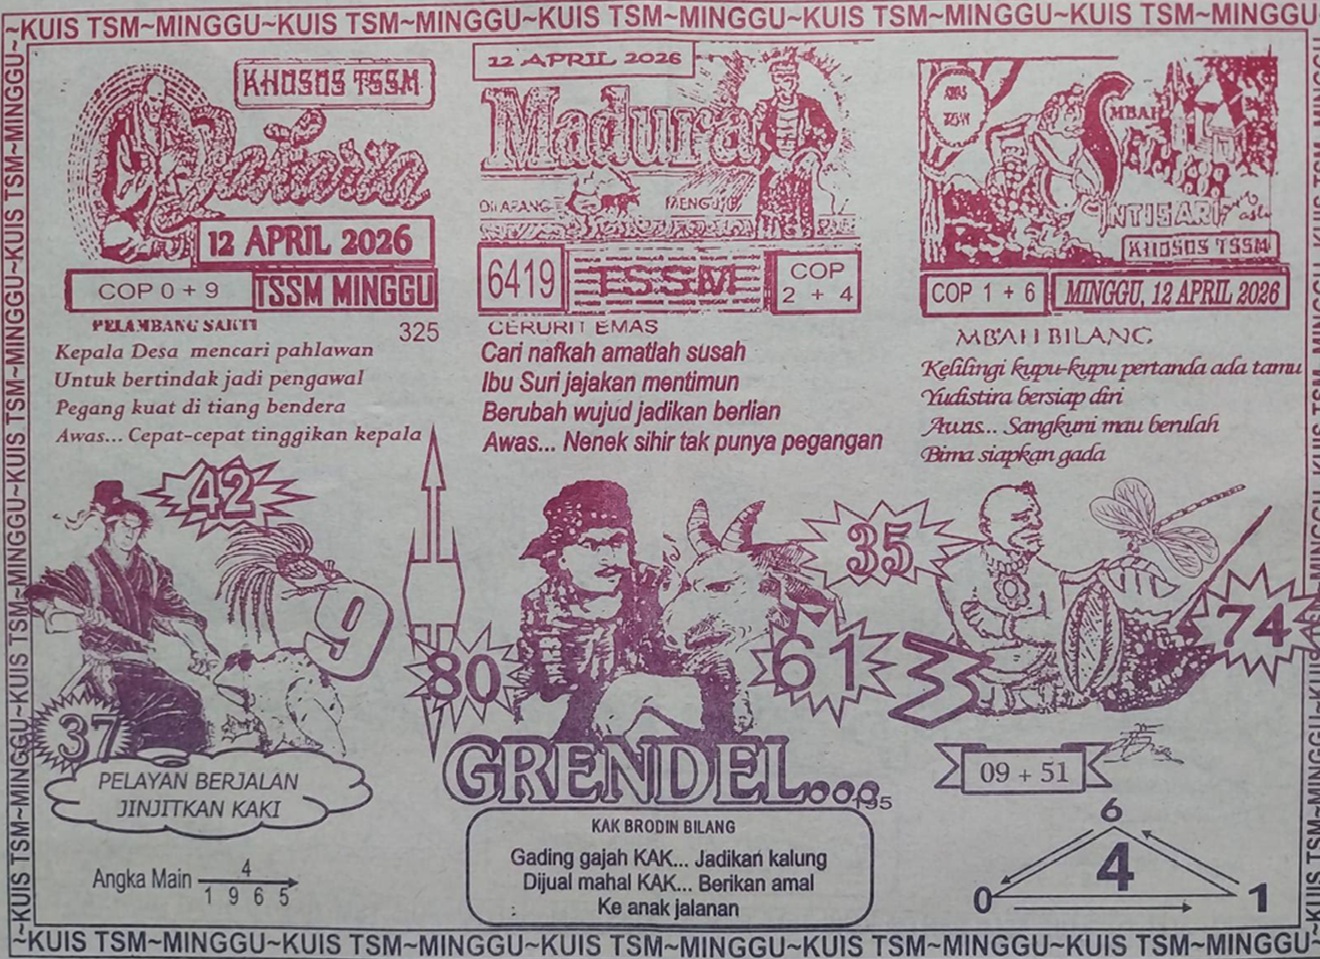 ~KUIS TSM~MINGGU~KUIS TSM~MINGGU~KUIS TSM~MINGGU~KUIS TSM~MINGGU~KUIS TSM~MINGGU
KHUSUS TSSM
12 APRIL 2026
COP 0 + 9
TSSM MINGGU
PELAMBANG SAKTI
325
Kepala Desa mencari pahlawan
Untuk bertindak jadi pengawal
Pegang kuat di tiang bendera
Awas... Cepat-cepat tinggikan kepala
42
9
37
PELAYAN BERJALAN
JINJITKAN KAKI
Angka Main
4
1 9 6 5
12 APRIL 2026
Madura
DILARANG
6419
TSSM
COP
2 + 4
CERURIT EMAS
Cari nafkah amatlah susah
Ibu Suri jajakan mentimun
Berubah wujud jadikan berlian
Awas... Nenek sihir tak punya pegangan
80
35
61
GRENDEL...
195
KAK BRODIN BILANG
Gading gajah KAK... Jadikan kalung
Dijual mahal KAK... Berikan amal
Ke anak jalanan
MBAH
SEMAR
INTISARI
KHUSUS TSSM
COP 1 + 6
MINGGU, 12 APRIL 2026
MBAH BILANG
Kelilingi kupu-kupu pertanda ada tamu
Yudistira bersiap diri
Awas... Sangkuni mau berulah
Bima siapkan gada
74
3
09 + 51
6
4
0
1
~KUIS TSM~MINGGU~KUIS TSM~MINGGU~KUIS TSM~MINGGU~KUIS TSM~MINGGU~KUIS TSM~MINGGU~